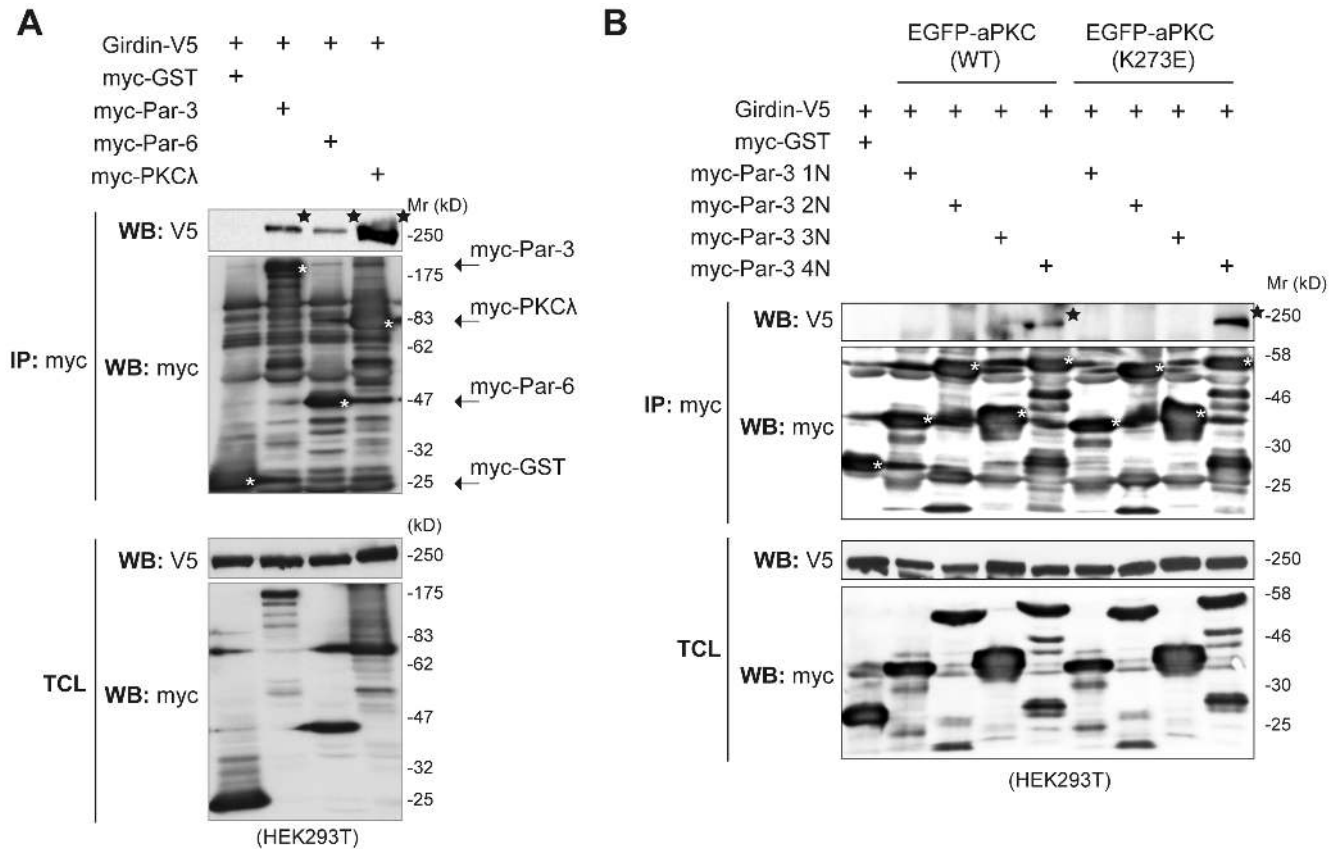 A
Girdin-V5 + + + +
myc-GST +
myc-Par-3 +
myc-Par-6 +
myc-PKCλ +
Mr (kD)
WB: V5
-250
IP: myc
WB: myc
-175
-83
-62
-47
-32
-25
myc-Par-3
myc-PKCλ
myc-Par-6
myc-GST
(kD)
TCL
WB: V5
-250
WB: myc
-175
-83
-62
-47
-32
-25
(HEK293T)
B
EGFP-aPKC
(WT)
EGFP-aPKC
(K273E)
Girdin-V5 + + + + + + + + +
myc-GST +
myc-Par-3 1N + +
myc-Par-3 2N + +
myc-Par-3 3N + +
myc-Par-3 4N + +
Mr (kD)
WB: V5
-250
IP: myc
WB: myc
-58
-46
-30
-25
TCL
WB: V5
-250
WB: myc
-58
-46
-30
-25
(HEK293T)